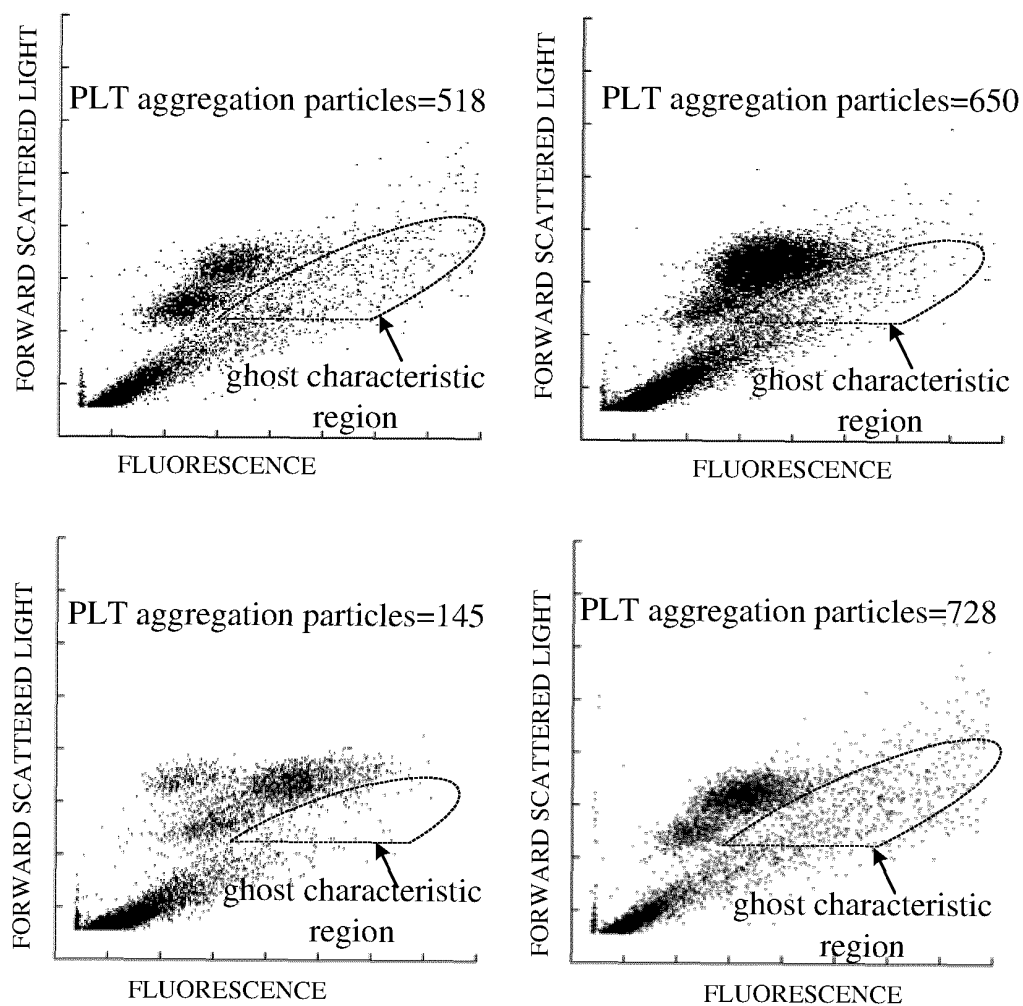 PLT aggregation particles=518
FORWARD SCATTERED LIGHT
ghost characteristic
region
FLUORESCENCE
PLT aggregation particles=650
FORWARD SCATTERED LIGHT
ghost characteristic
region
FLUORESCENCE
PLT aggregation particles=145
FORWARD SCATTERED LIGHT
ghost characteristic
region
FLUORESCENCE
PLT aggregation particles=728
FORWARD SCATTERED LIGHT
ghost characteristic
region
FLUORESCENCE